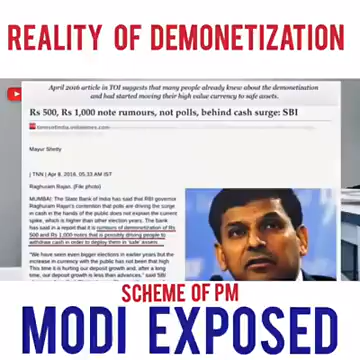 REALITY OF DEMONETIZATION
April 2016 article in TOI suggests that many people already knew about the demonetization
and had started moving their high value currency to safe assets.
Rs 500, Rs 1,000 note rumours, not polls, behind cash surge: SBI
timesofindia.indiatimes.com
Mayur Shetty
| TNN | Apr 8, 2016, 05.33 AM IST
Raghuram Rajan. (File photo)
MUMBAI: The State Bank of India has said that RBI governor
Raghuram Rajan's contention that polls are driving the surge
in cash in the hands of the public does not explain the current
spike, which is higher than other election years. The bank
has said in a report that it is rumours of demonetization of Rs
500 and Rs 1,000 notes that is possibly driving people to
withdraw cash in order to deploy them in 'safe' assets.
"We have seen even bigger elections in earlier years but the
increase in currency with the public has not been that high
This time it is hurting our deposit growth and, after a long
time, our deposit growth is less than advances," said SBI
SCHEME OF PM
MODI EXPOSED